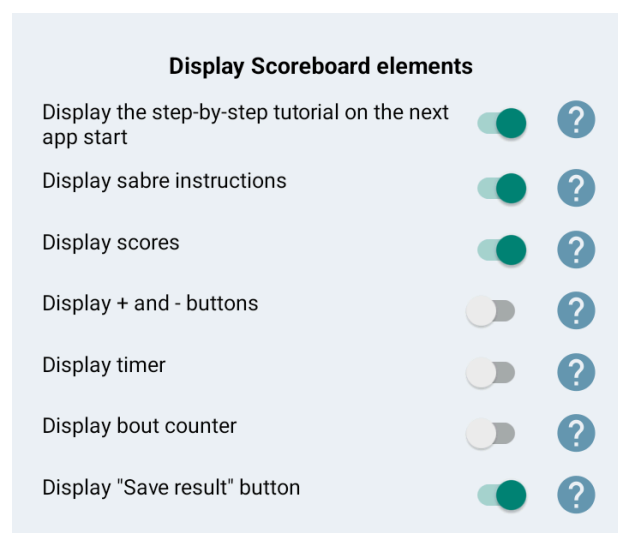 Display Scoreboard elements
Display the step-by-step tutorial on the next
app start
?
Display sabre instructions
?
Display scores
?
Display + and - buttons
?
Display timer
?
Display bout counter
?
Display "Save result" button
?